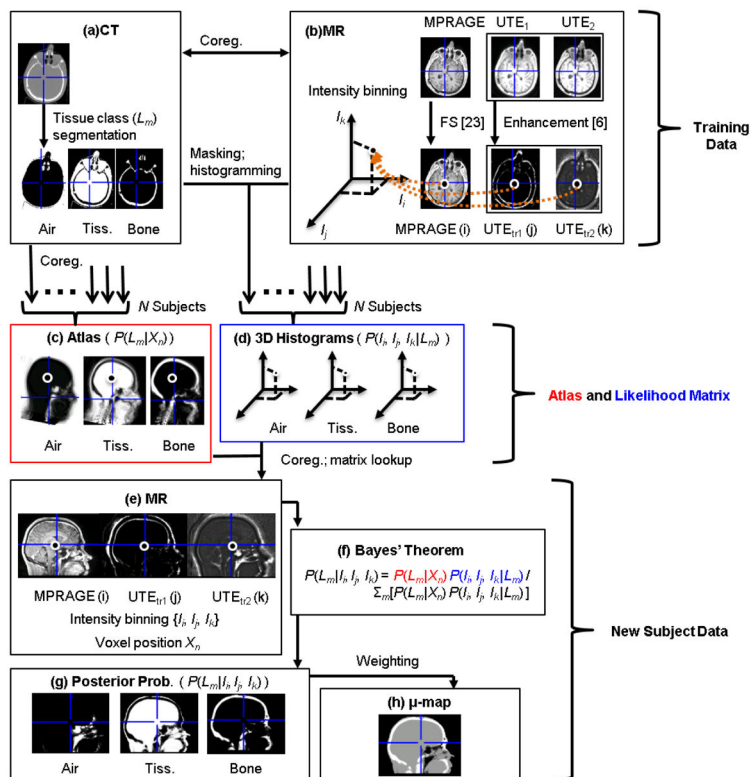 (a)CT
Tissue class (Lm)
segmentation
Air Tiss. Bone
Coreg.
(b)MR
MPRAGE UTE1 UTE2
Intensity binning
Ik
FS [23] Enhancement [6]
Ii
Ij
MPRAGE (i) UTEtr1 (j) UTEtr2 (k)
Masking;
histogramming
Training
Data
Coreg.
N Subjects
N Subjects
(c) Atlas ( P(Lm|Xn))
Air Tiss. Bone
(d) 3D Histograms ( P(Ii, Ij, Ik|Lm) )
Air Tiss. Bone
Atlas and Likelihood Matrix
Coreg.; matrix lookup
(e) MR
MPRAGE (i) UTEtr1 (j) UTEtr2 (k)
Intensity binning {Ii, Ij, Ik}
Voxel position Xn
(f) Bayes' Theorem
P(Lm|Ii, Ij, Ik) = P(Lm|Xn) P(Ii, Ij, Ik|Lm) /
Σm[P(Lm|Xn) P(Ii, Ij, Ik|Lm) ]
New Subject Data
(g) Posterior Prob. ( P(Lm|Ii, Ij, Ik) )
Air Tiss. Bone
Weighting
(h) μ-map